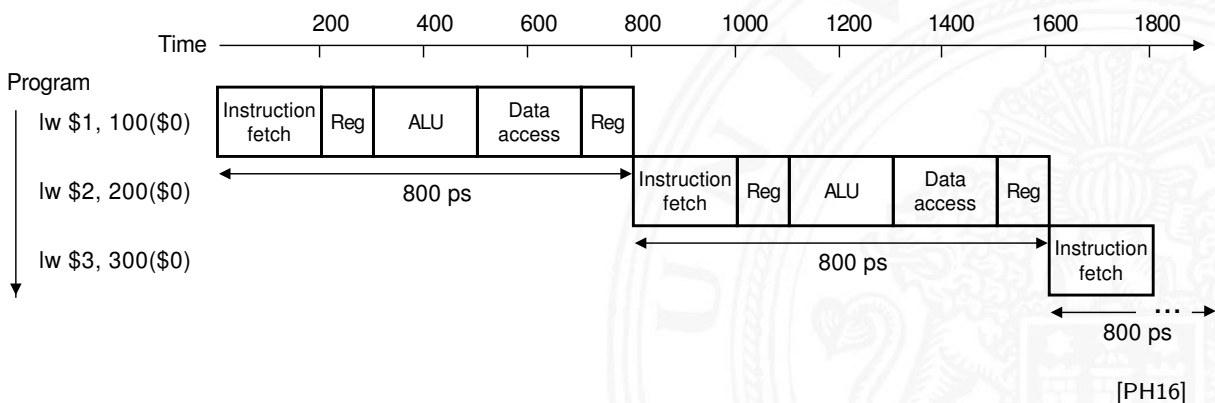 200 400 600 800 1000 1200 1400 1600 1800
Time
Program
lw $1, 100($0)
Instruction fetch
Reg
ALU
Data access
Reg
800 ps
lw $2, 200($0)
Instruction fetch
Reg
ALU
Data access
Reg
800 ps
lw $3, 300($0)
Instruction fetch
...
800 ps
[PH16]